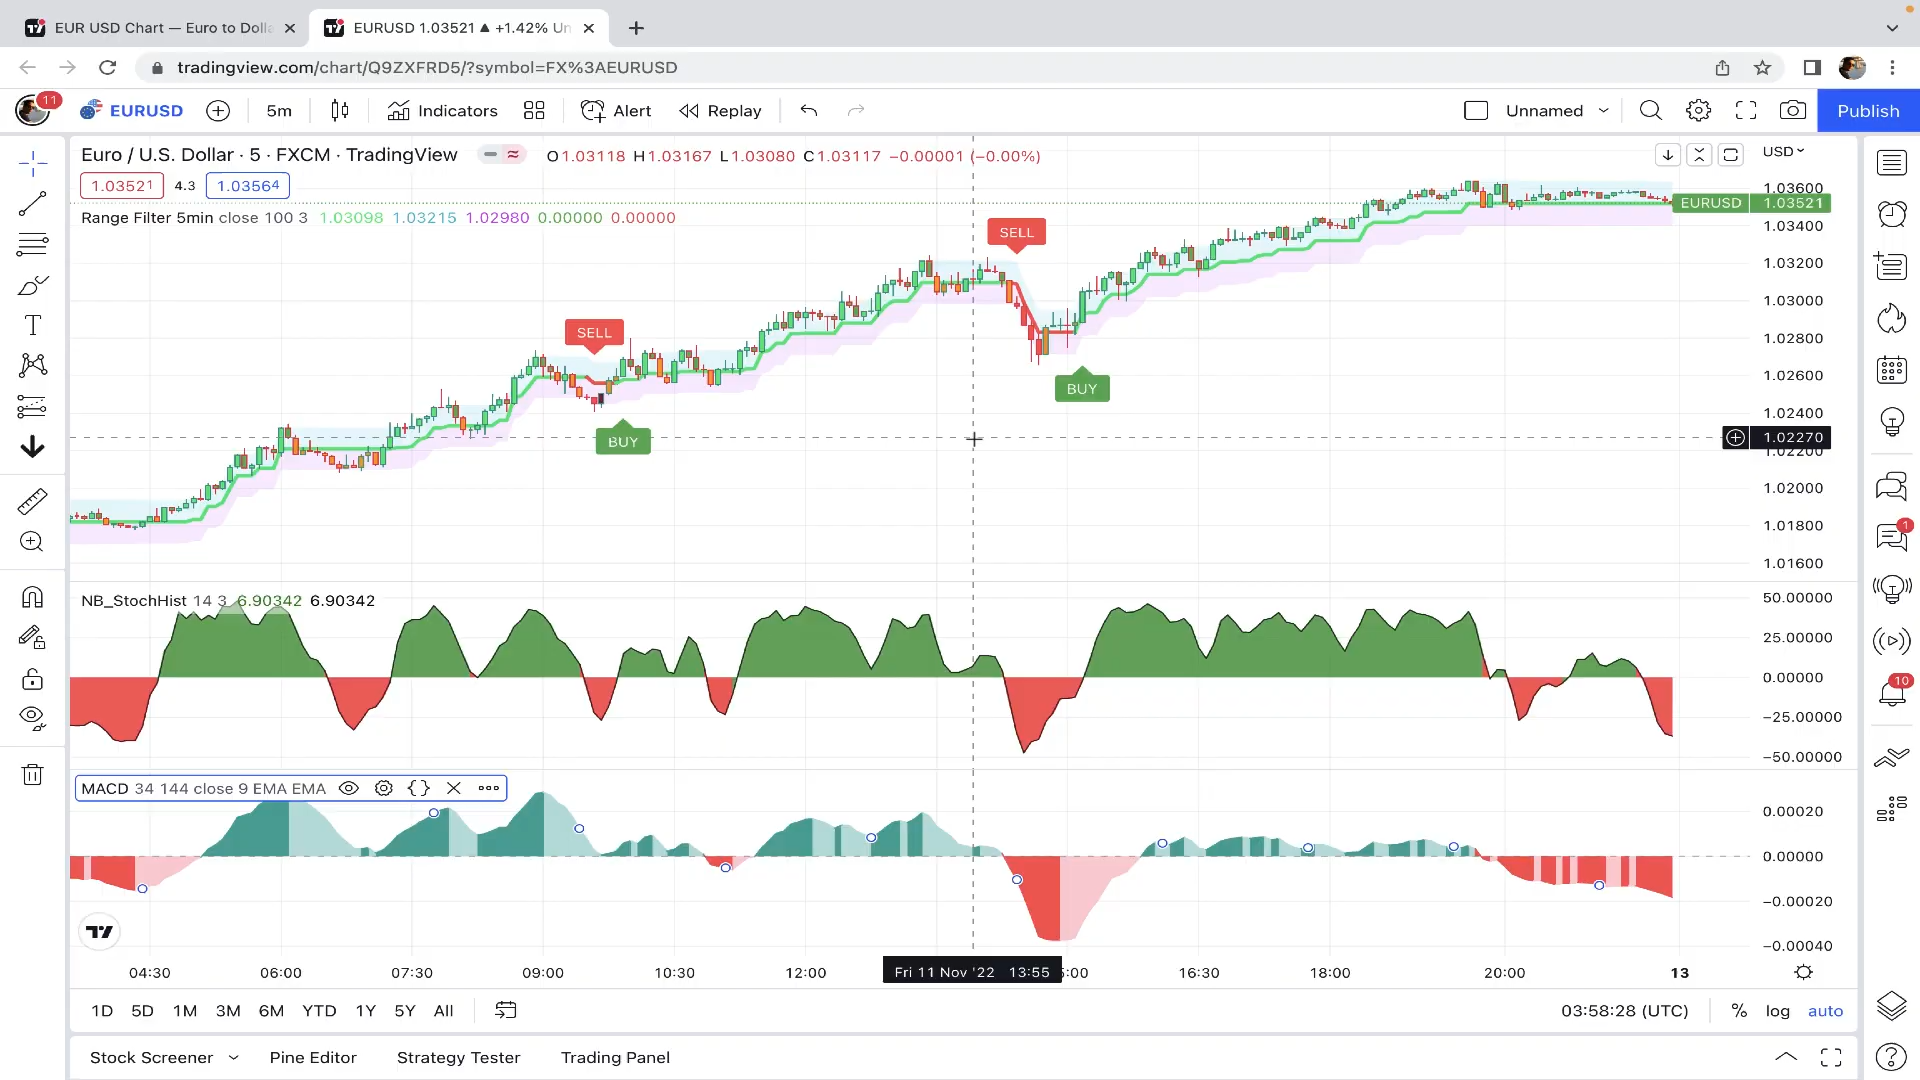 EUR USD Chart — Euro to Dolla
EURUSD 1.03521 ▲ +1.42% Un
tradingview.com/chart/Q9ZXFRD5/?symbol=FX%3AEURUSD
11
EURUSD
5m
Indicators
Alert
Replay
Unnamed
Publish
Euro / U.S. Dollar · 5 · FXCM · TradingView
O1.03118 H1.03167 L1.03080 C1.03117 −0.00001 (−0.00%)
USD
1.03521 4.3 1.03564
Range Filter 5min close 100 3 1.03098 1.03215 1.02980 0.00000 0.00000
1.03600
EURUSD 1.03521
1.03400
SELL
1.03200
1.03000
SELL
1.02800
1.02600
BUY
1.02400
BUY
1.02270
1.02200
1.02000
1.01800
1.01600
NB_StochHist 14 3 6.90342 6.90342
50.00000
25.00000
0.00000
−25.00000
−50.00000
MACD 34 144 close 9 EMA EMA
0.00020
0.00000
−0.00020
−0.00040
1
10
04:30 06:00 07:30 09:00 10:30 12:00 Fri 11 Nov '22 13:55 5:00 16:30 18:00 20:00 13
1D 5D 1M 3M 6M YTD 1Y 5Y All
03:58:28 (UTC) % log auto
Stock Screener Pine Editor Strategy Tester Trading Panel